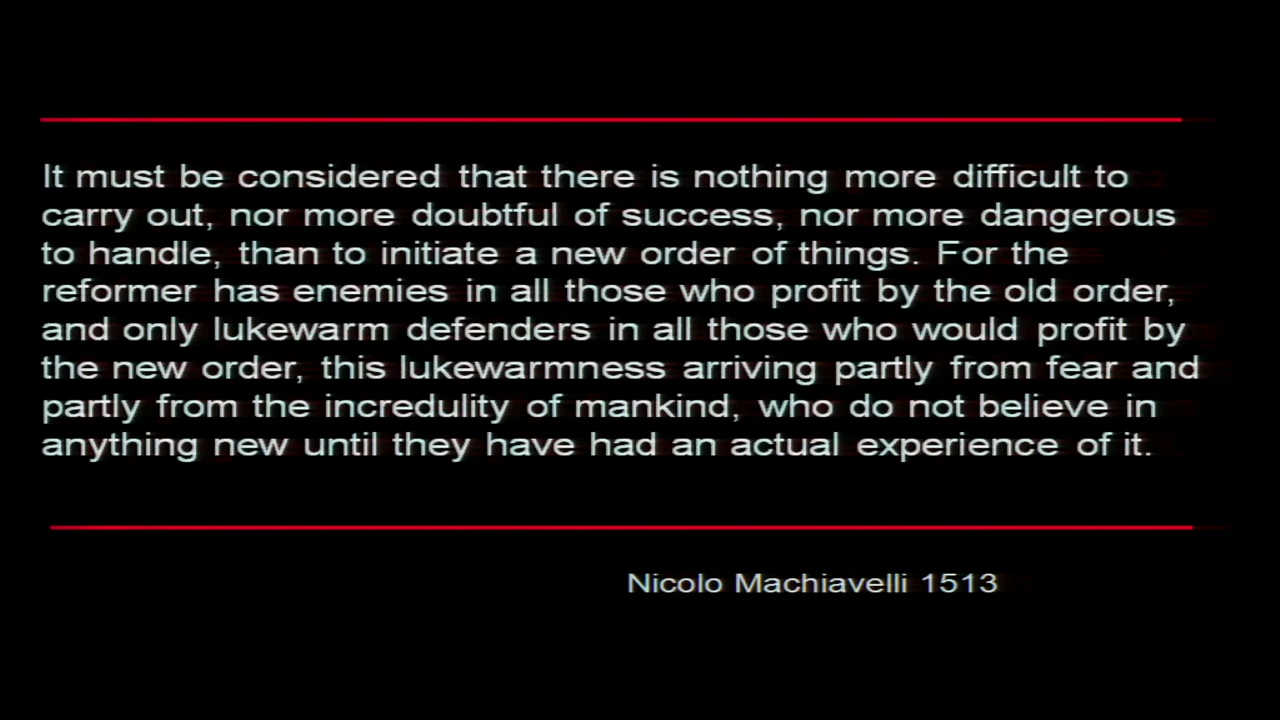 It must be considered that there is nothing more difficult to
carry out, nor more doubtful of success, nor more dangerous
to handle, than to initiate a new order of things. For the
reformer has enemies in all those who profit by the old order,
and only lukewarm defenders in all those who would profit by
the new order, this lukewarmness arriving partly from fear and
partly from the incredulity of mankind, who do not believe in
anything new until they have had an actual experience of it.
Nicolo Machiavelli 1513